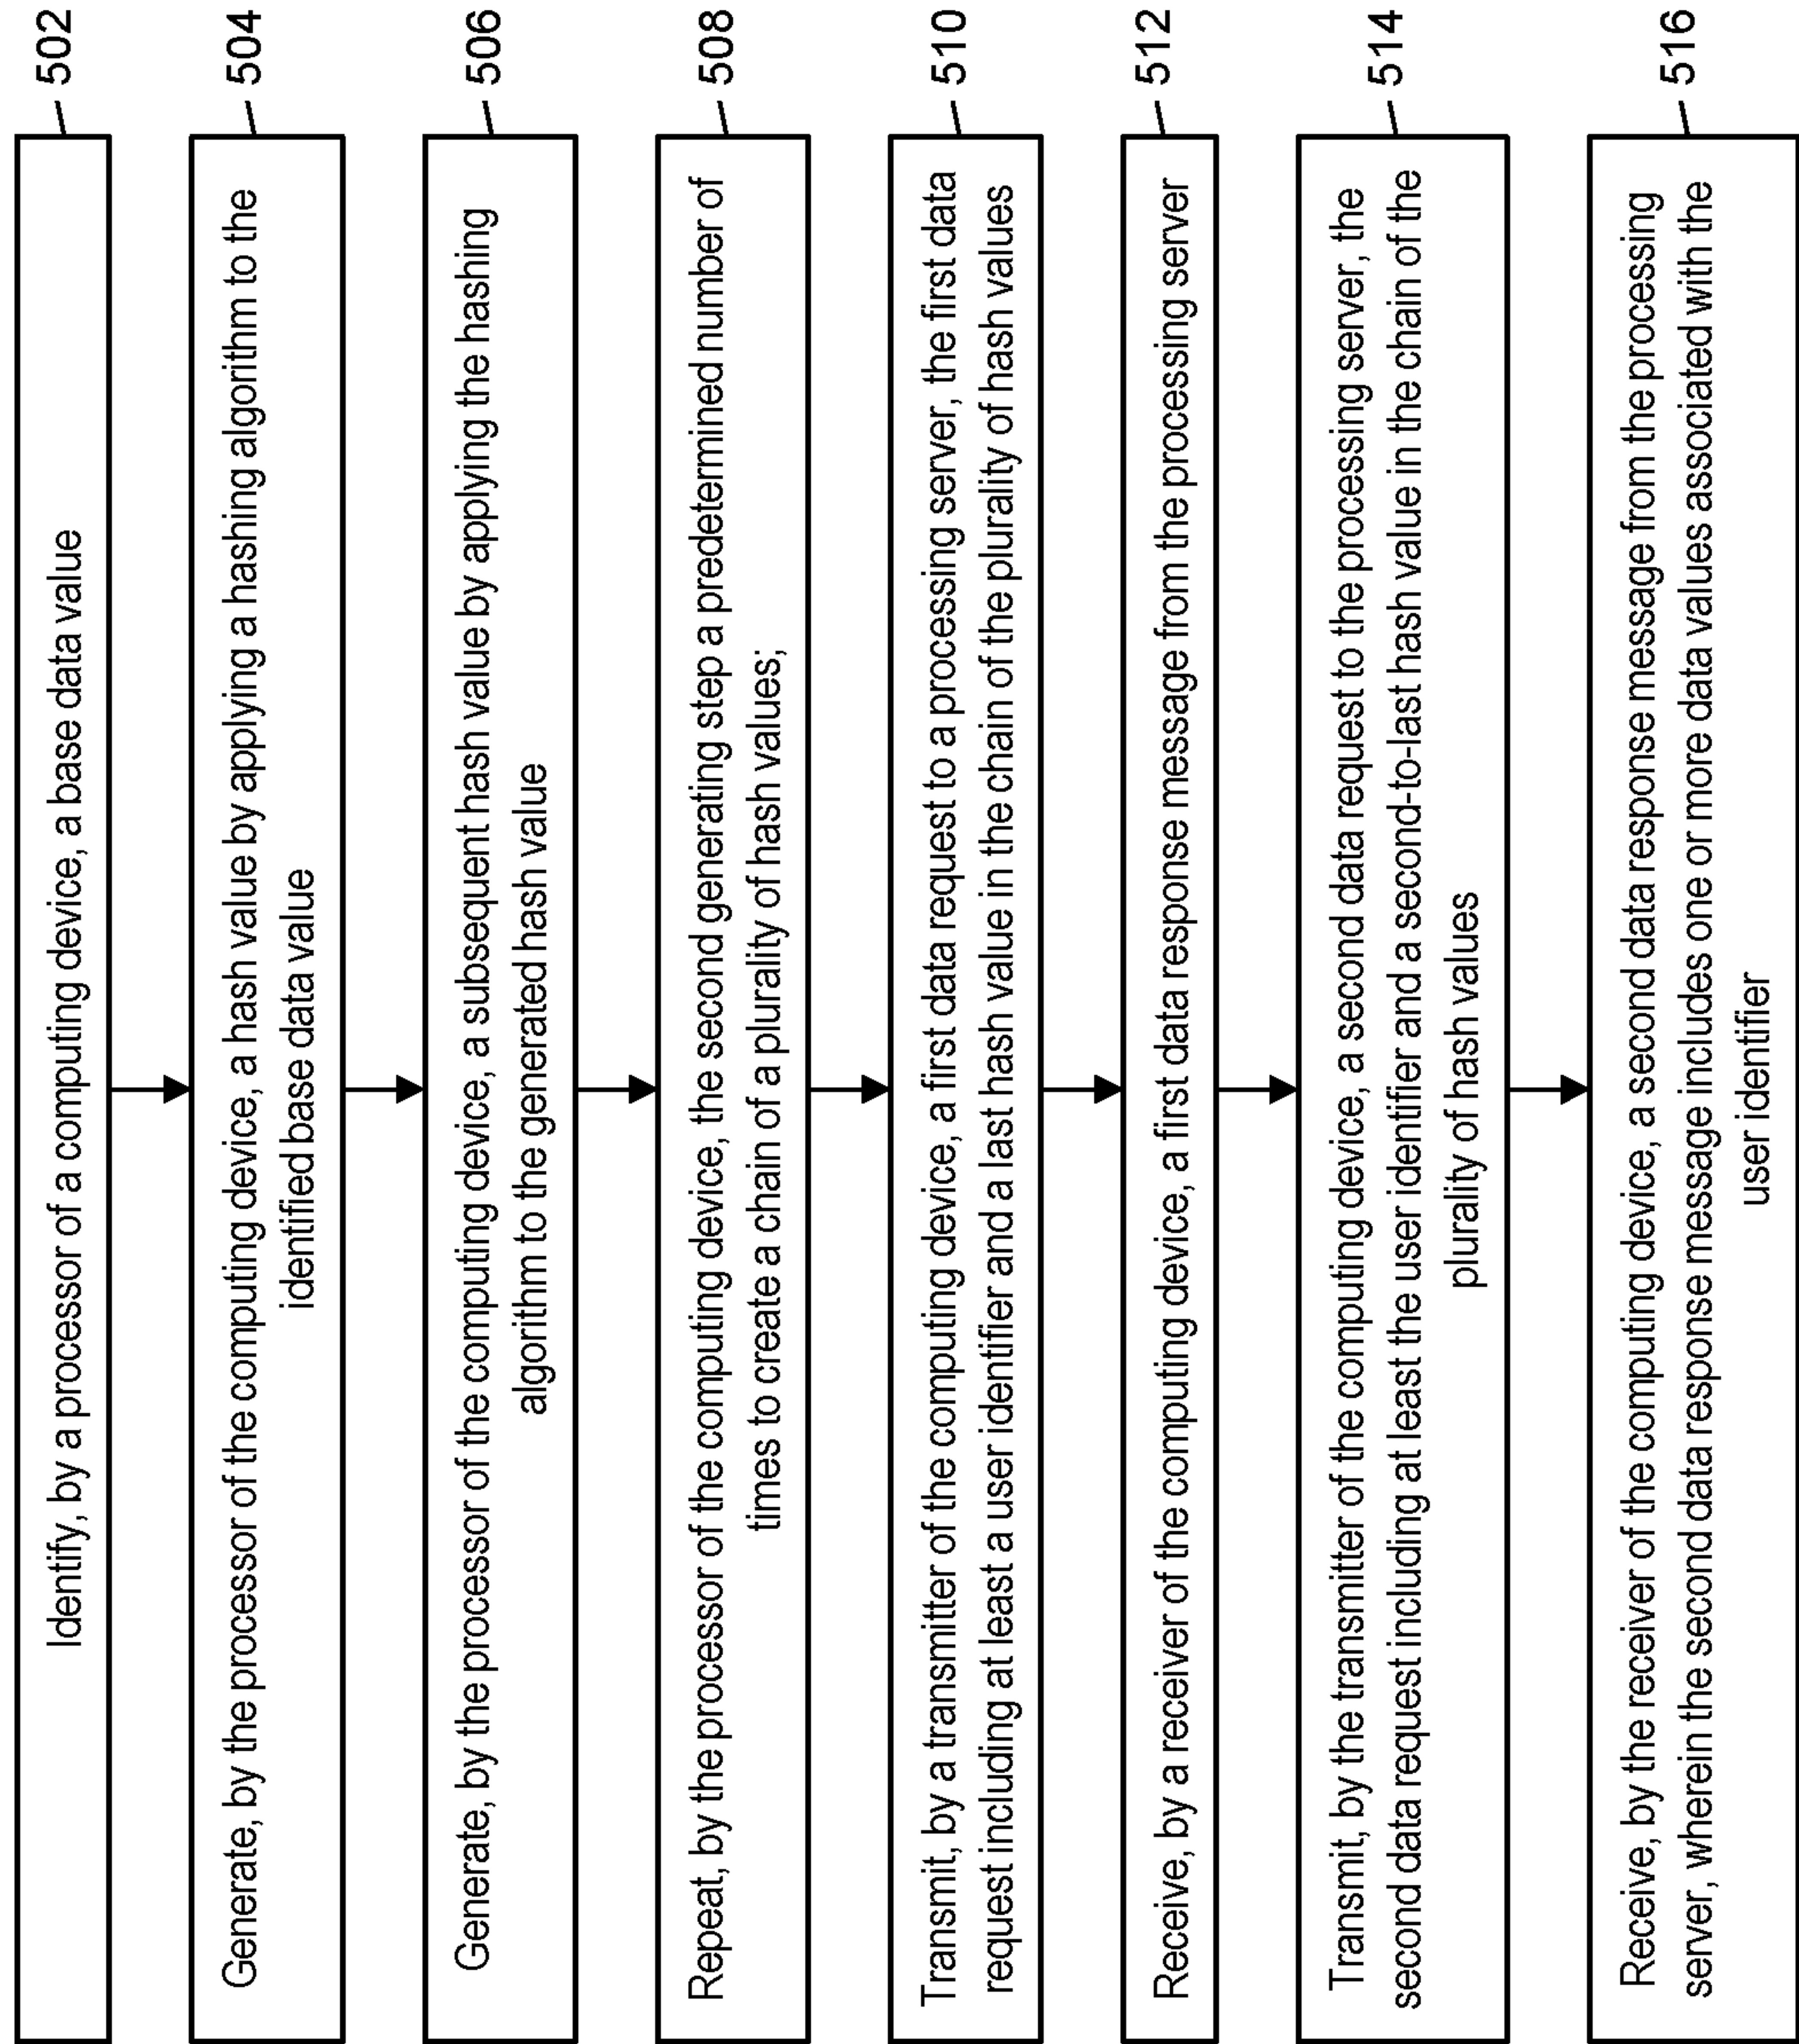 Identify, by a processor of a computing device, a base data value
502
Generate, by the processor of the computing device, a hash value by applying a hashing algorithm to the
identified base data value
504
Generate, by the processor of the computing device, a subsequent hash value by applying the hashing
algorithm to the generated hash value
506
Repeat, by the processor of the computing device, the second generating step a predetermined number of
times to create a chain of a plurality of hash values;
508
Transmit, by a transmitter of the computing device, a first data request to a processing server, the first data
request including at least a user identifier and a last hash value in the chain of the plurality of hash values
510
Receive, by a receiver of the computing device, a first data response message from the processing server
512
Transmit, by the transmitter of the computing device, a second data request to the processing server, the
second data request including at least the user identifier and a second-to-last hash value in the chain of the
plurality of hash values
514
Receive, by the receiver of the computing device, a second data response message from the processing
server, wherein the second data response message includes one or more data values associated with the
user identifier
516